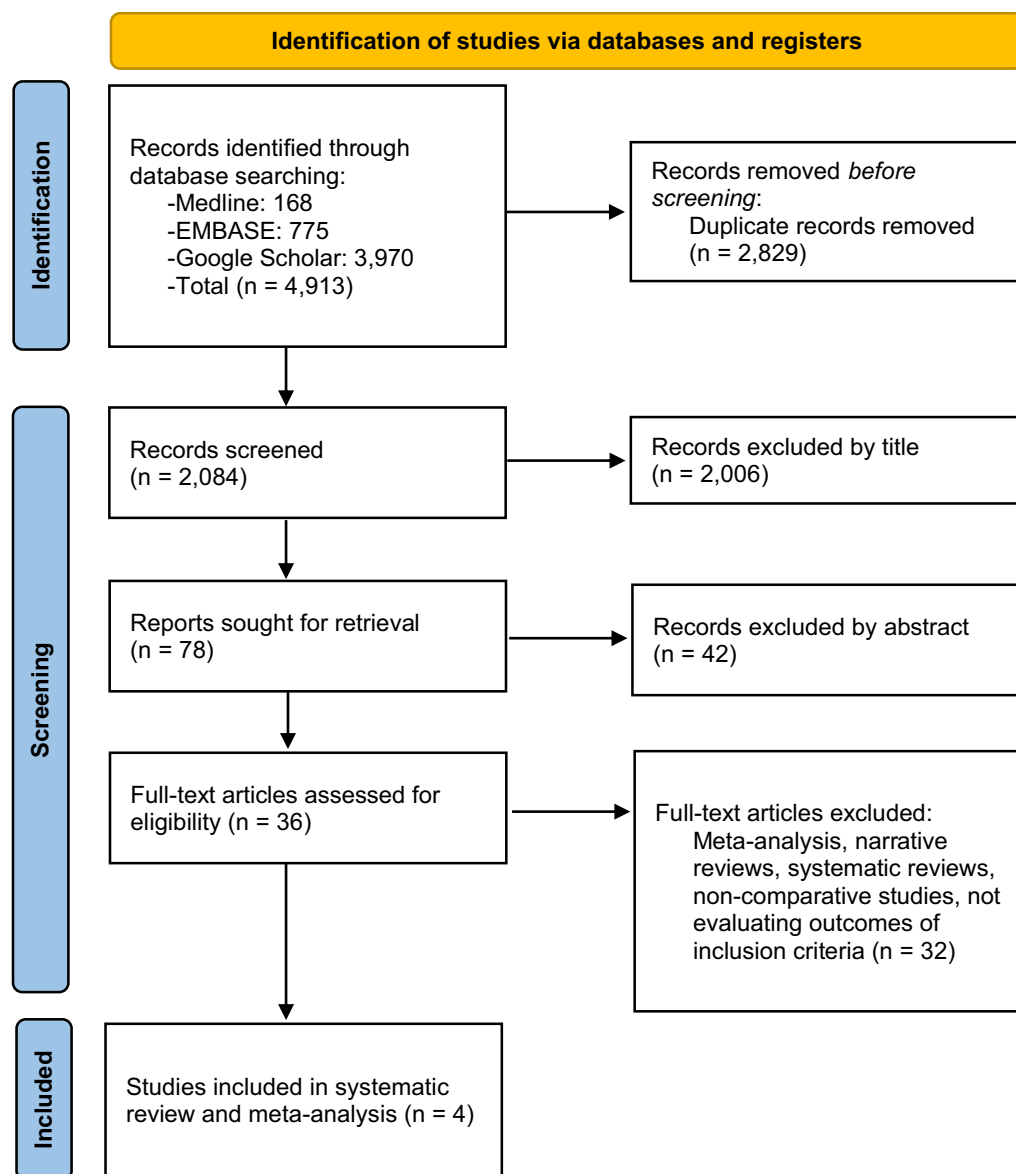 Identification of studies via databases and registers
Identification
Records identified through
database searching:
-Medline: 168
-EMBASE: 775
-Google Scholar: 3,970
-Total (n = 4,913)
Records removed before
screening:
Duplicate records removed
(n = 2,829)
Screening
Records screened
(n = 2,084)
Records excluded by title
(n = 2,006)
Reports sought for retrieval
(n = 78)
Records excluded by abstract
(n = 42)
Full-text articles assessed for
eligibility (n = 36)
Full-text articles excluded:
Meta-analysis, narrative
reviews, systematic reviews,
non-comparative studies, not
evaluating outcomes of
inclusion criteria (n = 32)
Included
Studies included in systematic
review and meta-analysis (n = 4)